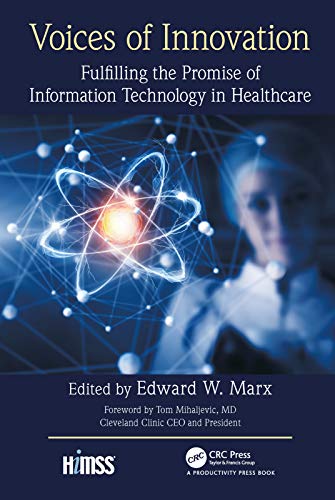 Voices of Innovation
Fulfilling the Promise of
Information Technology in Healthcare
Edited by Edward W. Marx
Foreword by Tom Mihaljevic, MD
Cleveland Clinic CEO and President
HiMSS
CRC
CRC Press
Taylor & Francis Group
A PRODUCTIVITY PRESS BOOK